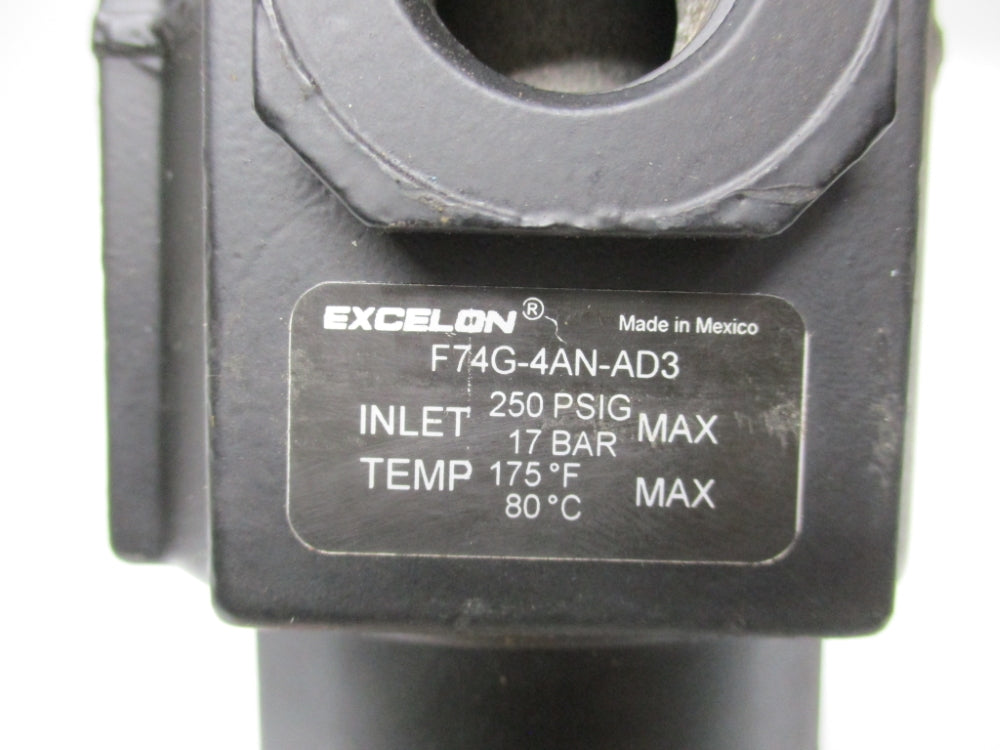 EXCELON® Made in Mexico
F74G-4AN-AD3
INLET 250 PSIG MAX
17 BAR
TEMP 175 °F MAX
80 °C